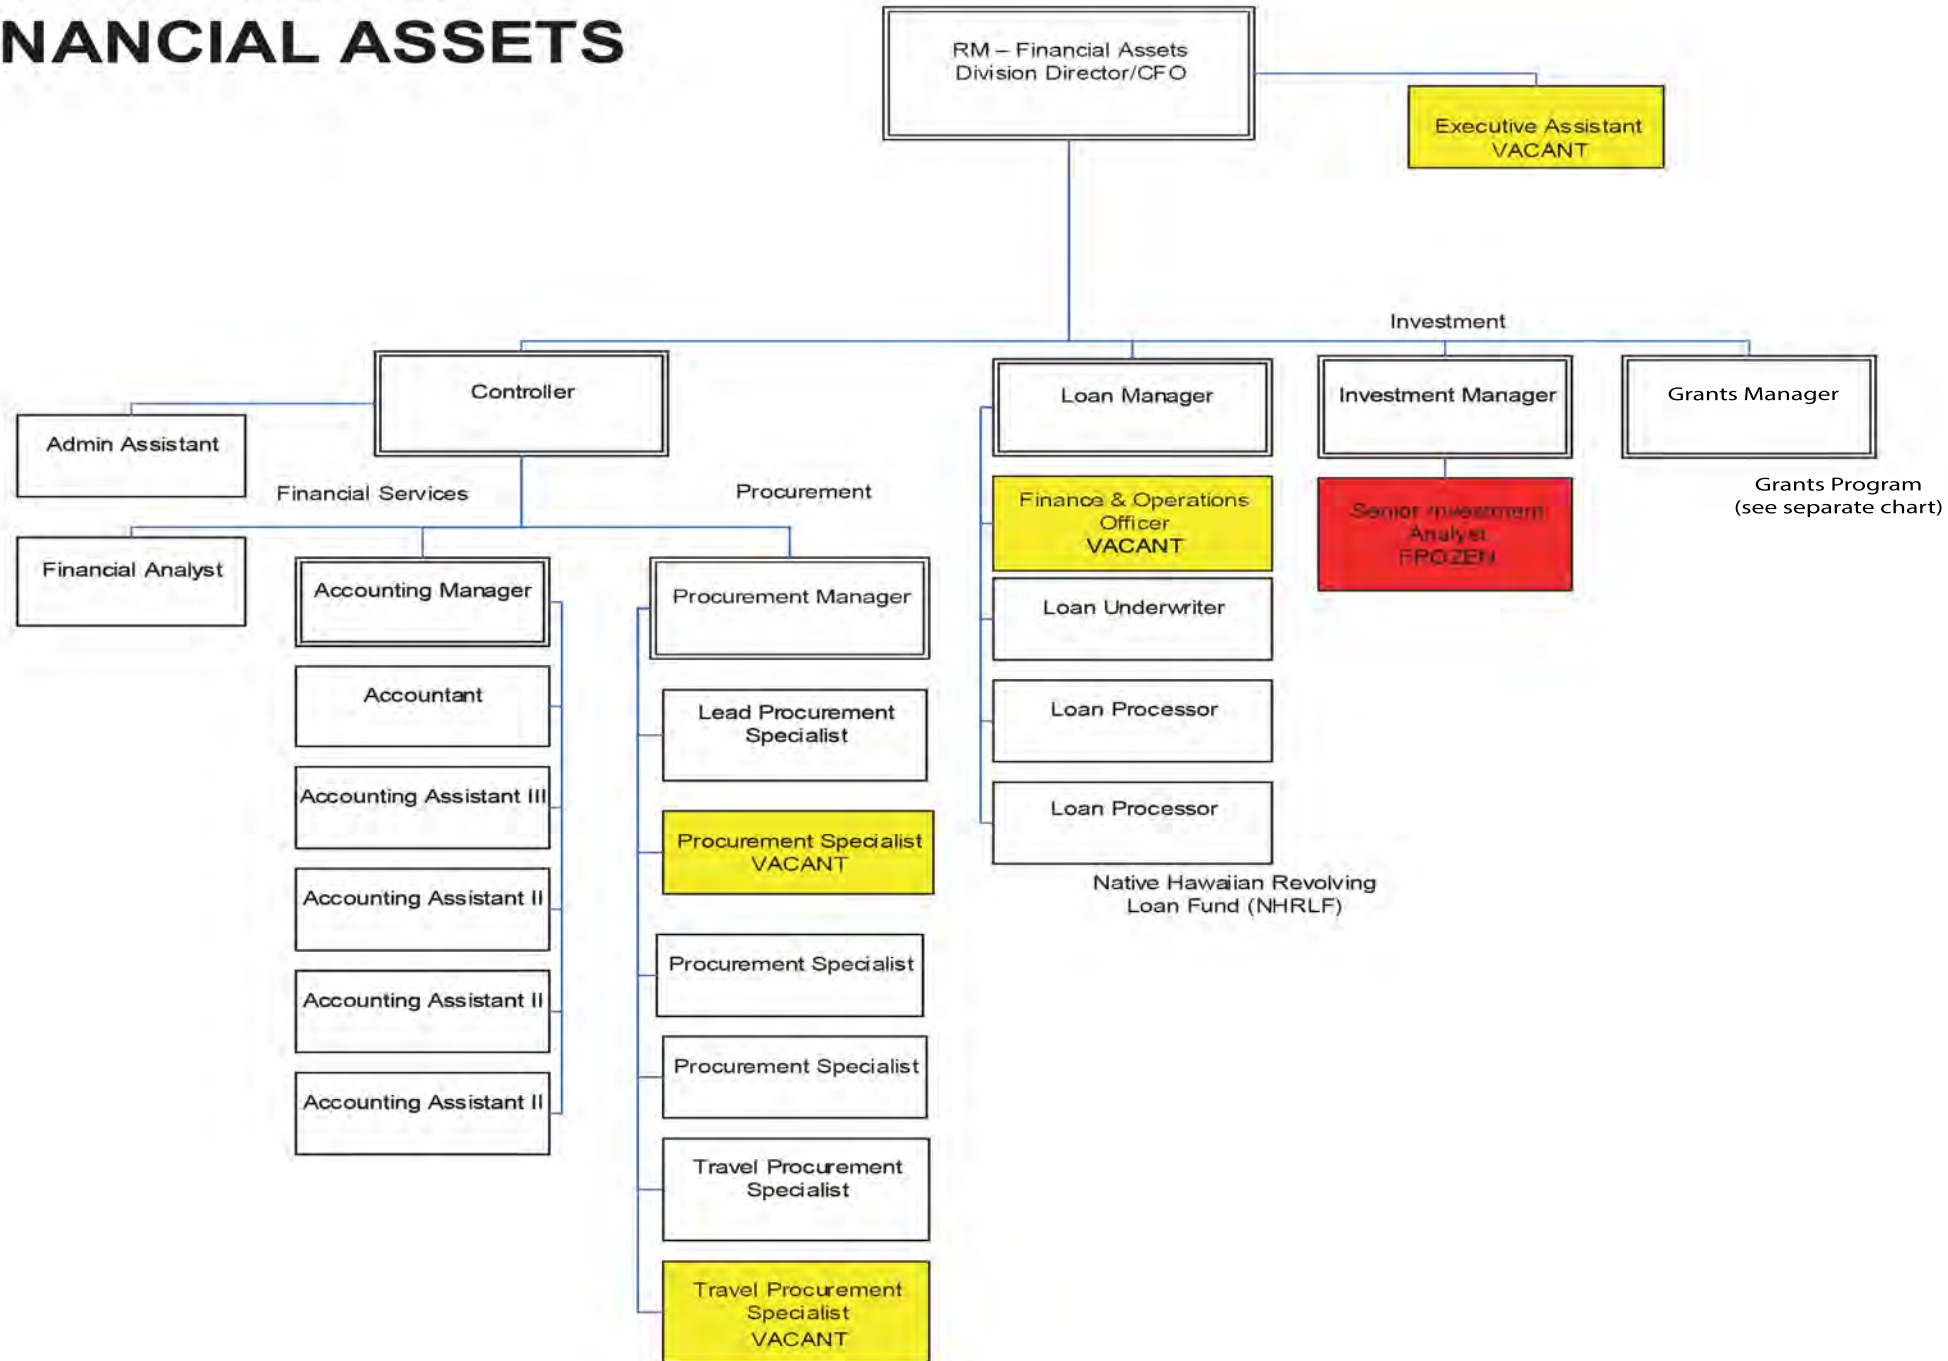 NANCIAL ASSETS
RM – Financial Assets
Division Director/CFO
Executive Assistant
VACANT
Investment
Controller
Loan Manager
Investment Manager
Grants Manager
Admin Assistant
Financial Services
Procurement
Grants Program
(see separate chart)
Financial Analyst
Accounting Manager
Accountant
Accounting Assistant III
Accounting Assistant II
Accounting Assistant II
Accounting Assistant II
Procurement Manager
Lead Procurement
Specialist
Procurement Specialist
VACANT
Procurement Specialist
Procurement Specialist
Travel Procurement
Specialist
Travel Procurement
Specialist
VACANT
Finance & Operations
Officer
VACANT
Loan Underwriter
Loan Processor
Loan Processor
Native Hawaiian Revolving
Loan Fund (NHRLF)
Senior Investment
Analyst
FROZEN